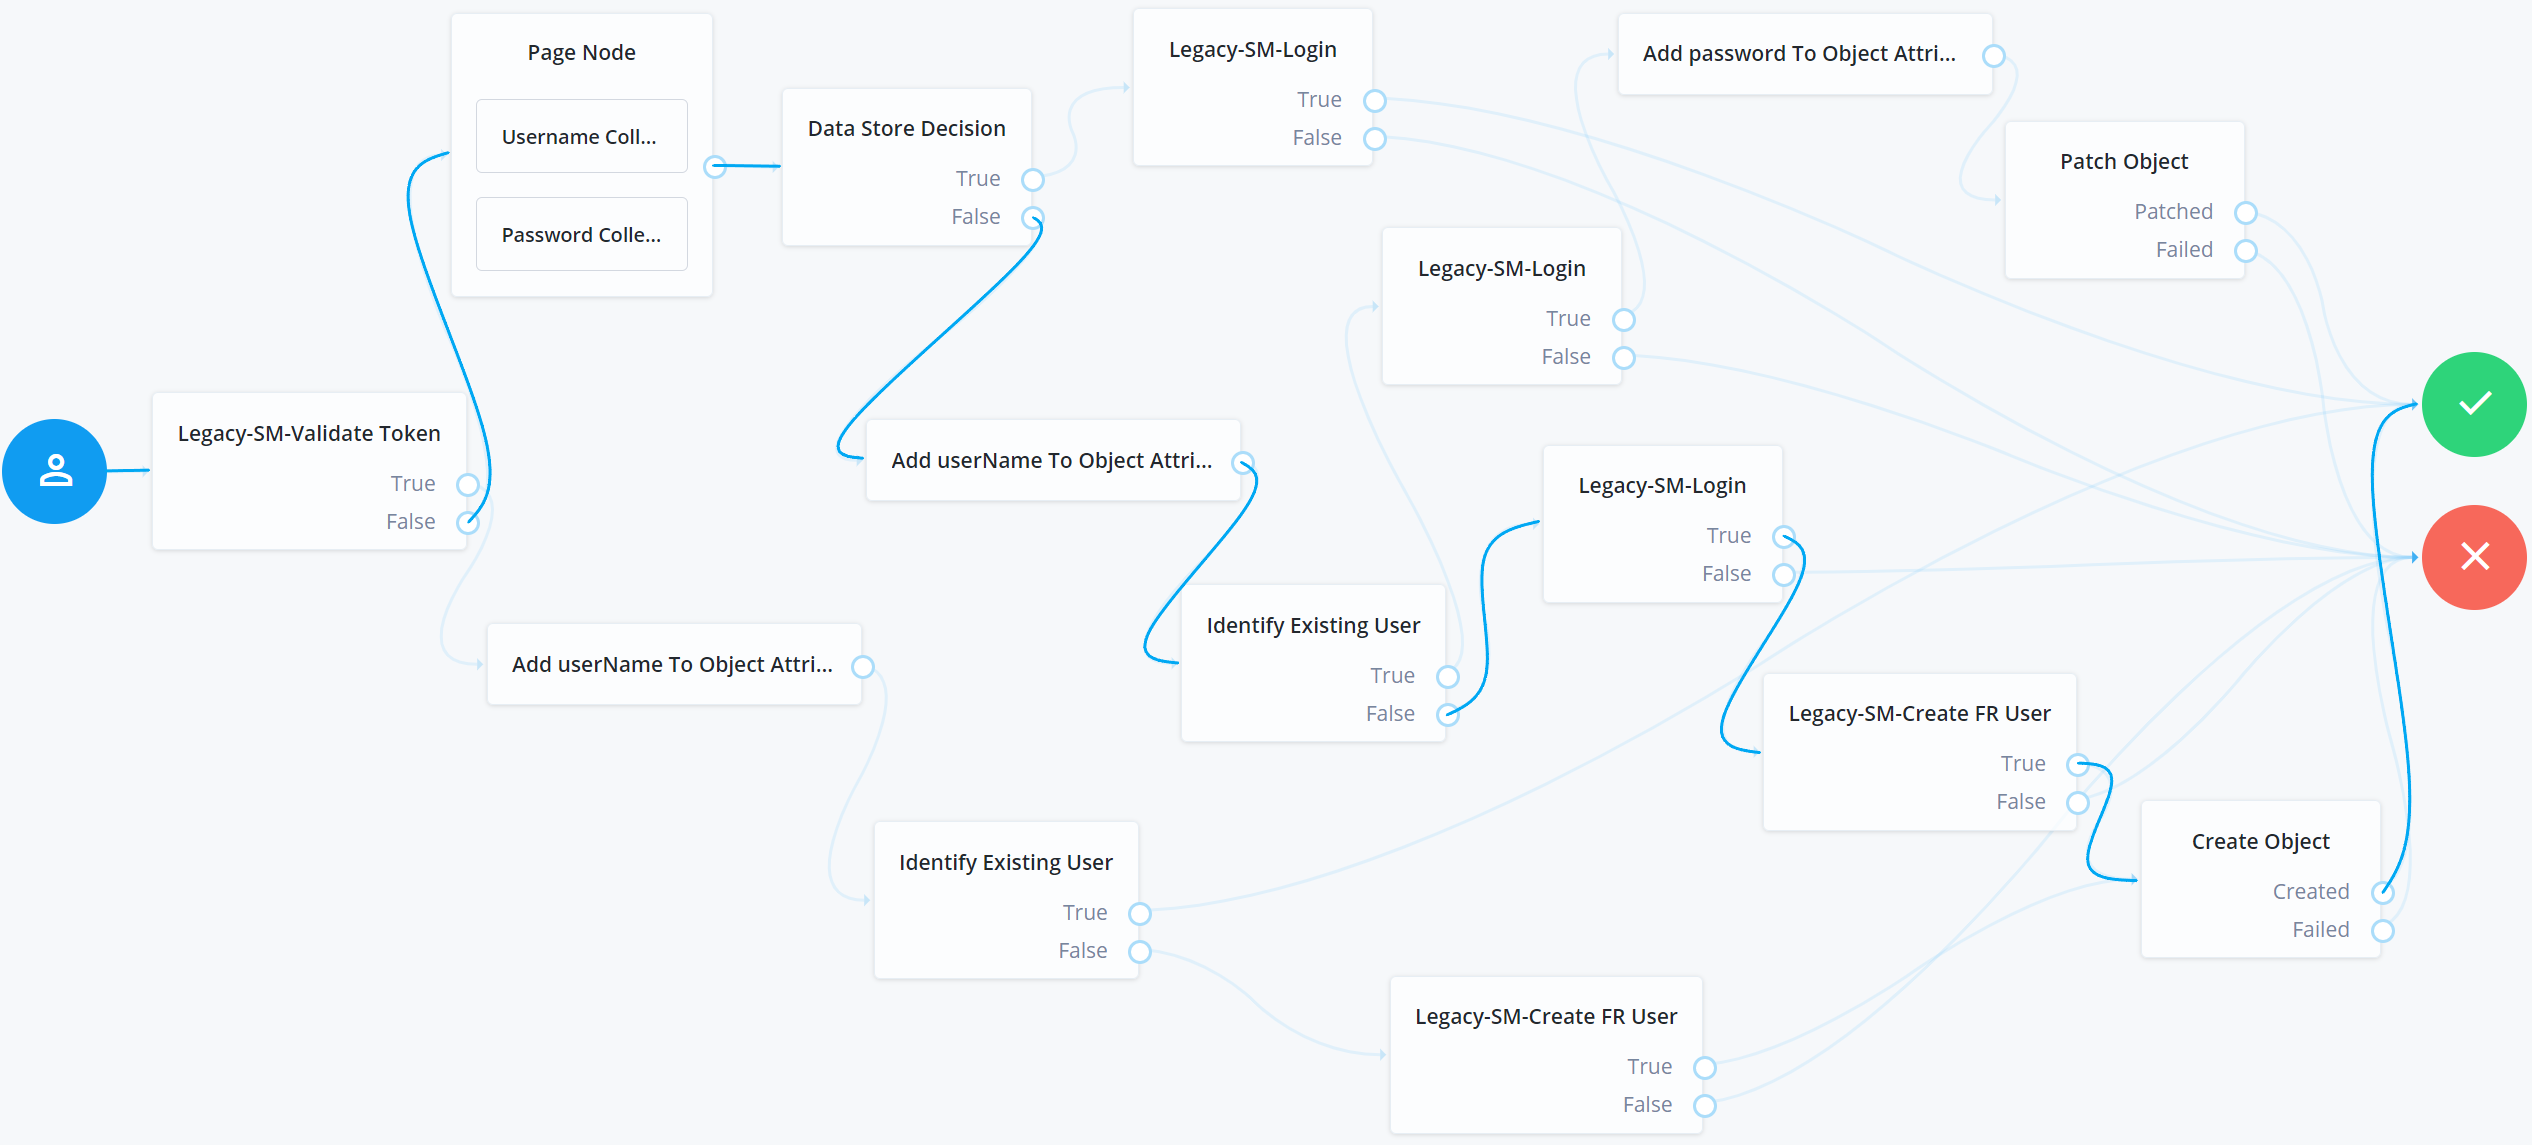 Page Node
Username Coll...
Password Colle...
Data Store Decision
True
False
Legacy-SM-Login
True
False
Add password To Object Attri...
Patch Object
Patched
Failed
Legacy-SM-Login
True
False
Legacy-SM-Validate Token
True
False
Add userName To Object Attri...
Legacy-SM-Login
True
False
Identify Existing User
True
False
Add userName To Object Attri...
Legacy-SM-Create FR User
True
False
Identify Existing User
True
False
Create Object
Created
Failed
Legacy-SM-Create FR User
True
False